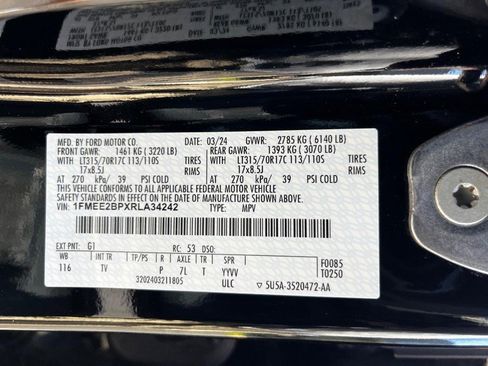 MFD. BY FORD MOTOR CO. 03/24 GVWR: 2785 KG ( 6140 LB)
FRONT GAWR: 1461 KG ( 3220 LB) REAR GAWR: 1393 KG ( 3070 LB)
WITH WITH
LT315/70R17C 113/110S TIRES LT315/70R17C 113/110S TIRES
17x8.5J RIMS 17x8.5J RIMS
AT 270 kPa/ 39 PSI COLD AT 270 kPa/ 39 PSI COLD
THIS VEHICLE CONFORMS TO ALL APPLICABLE FEDERAL MOTOR VEHICLE
SAFETY STANDARDS IN EFFECT ON THE DATE OF MANUFACTURE SHOWN ABOVE.
VIN: 1FMEE2BPXRLA34242 TYPE: MPV
EXT PNT: G1 RC: 53 DSO:
WB INT TR TP/PS R AXLE TR SPR F0085
116 TV P 7L T YYVV T0250
3202403211805 ULC 5U5A-3520472-AA